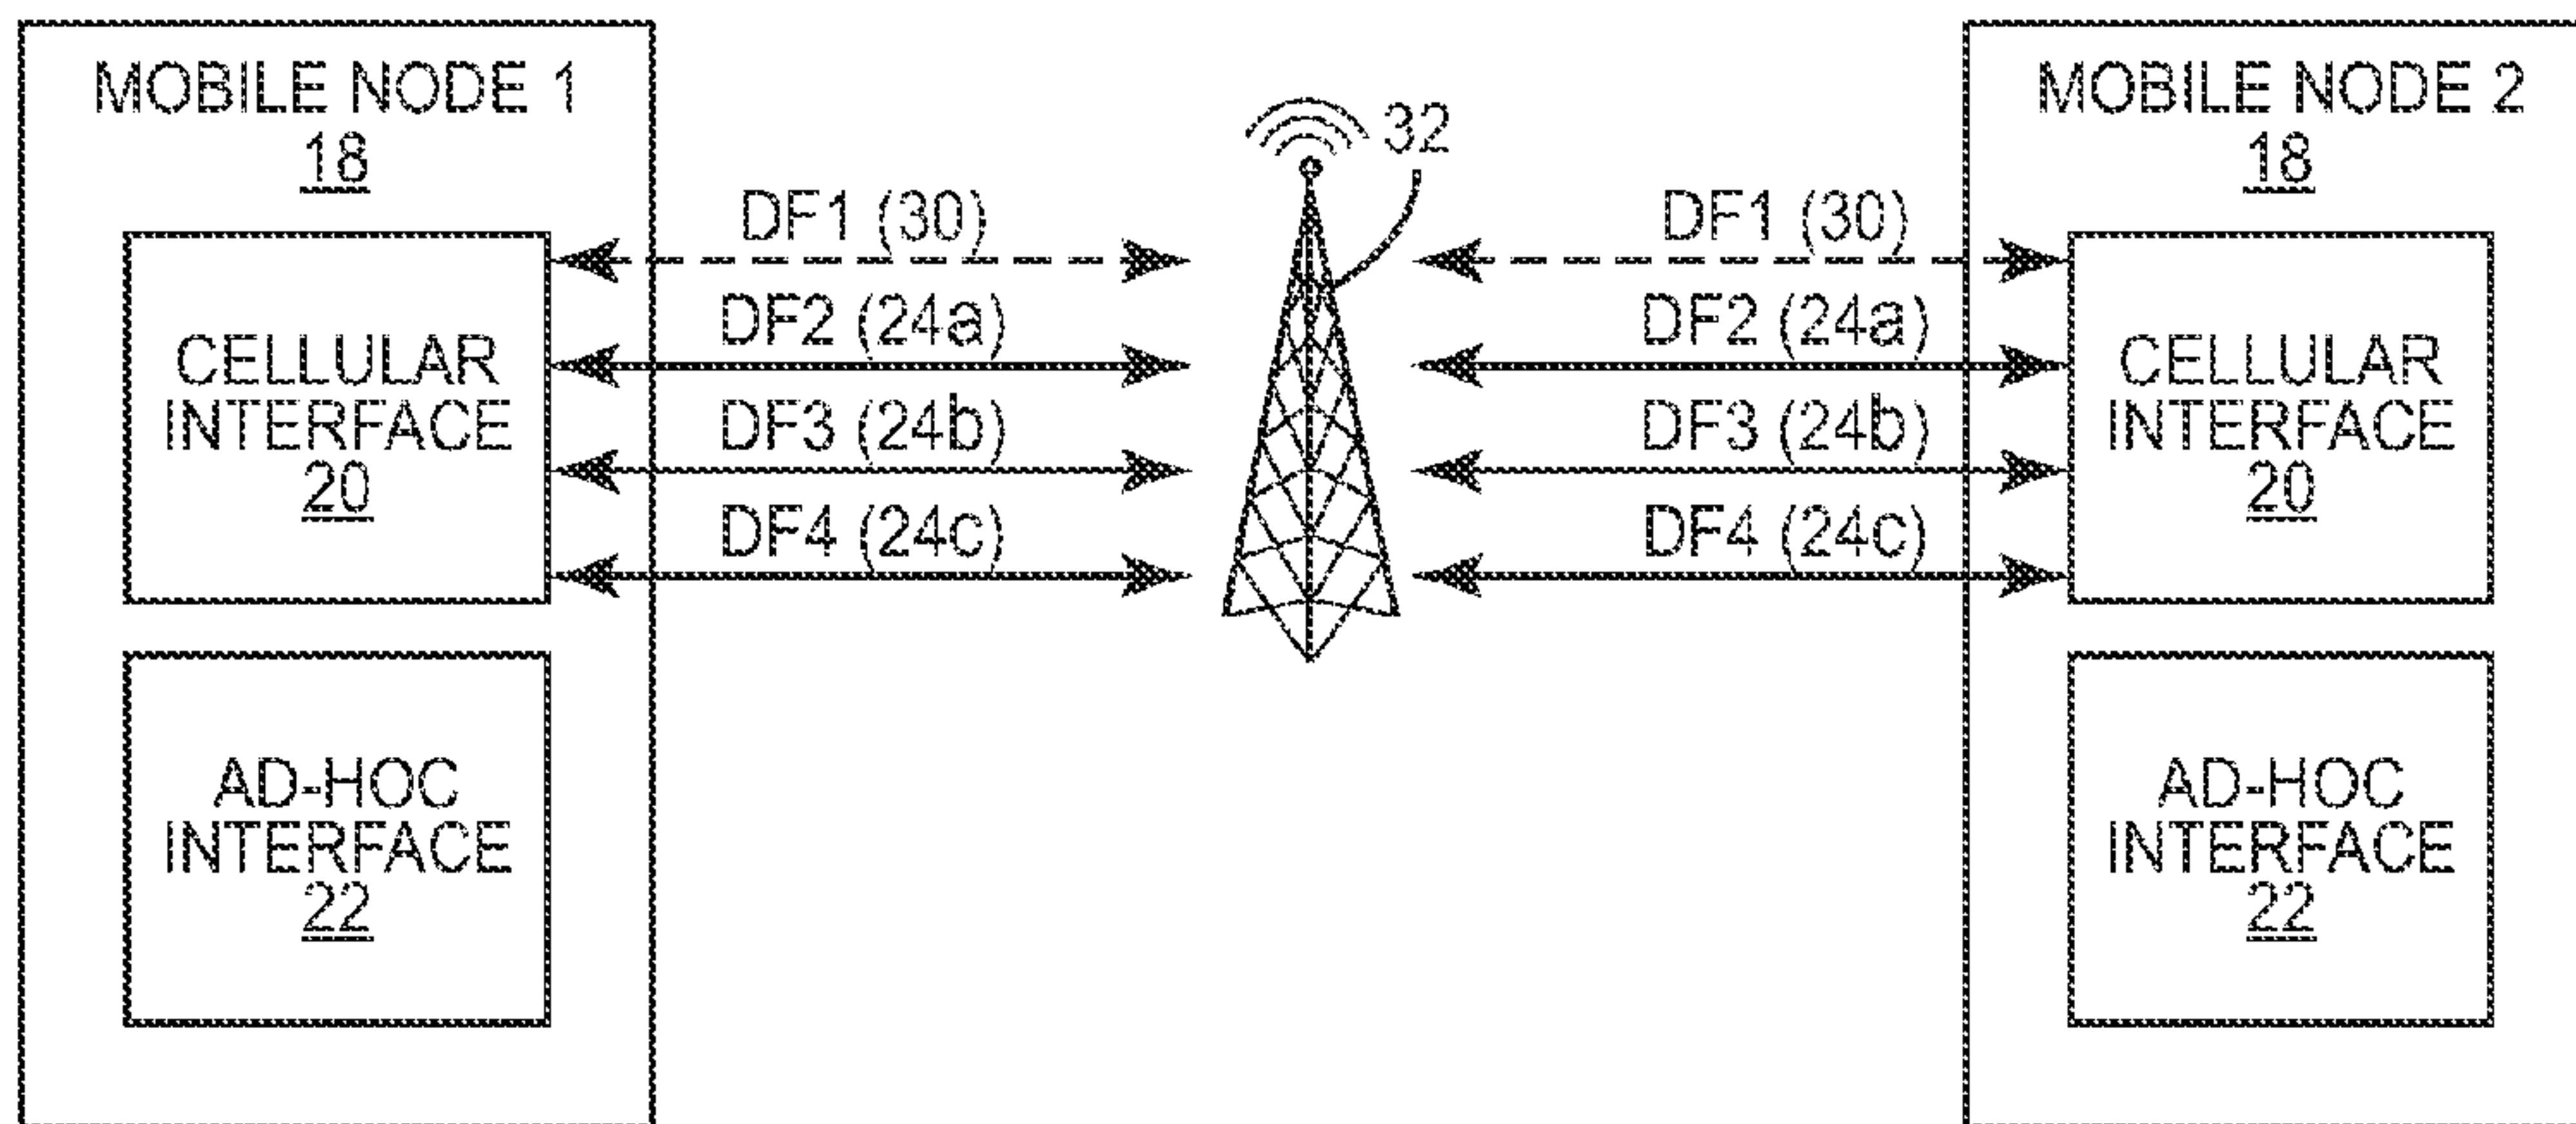 MOBILE NODE 1
18
CELLULAR
INTERFACE
20
AD-HOC
INTERFACE
22
DF1 (30)
DF2 (24a)
DF3 (24b)
DF4 (24c)
32
DF1 (30)
DF2 (24a)
DF3 (24b)
DF4 (24c)
MOBILE NODE 2
18
CELLULAR
INTERFACE
20
AD-HOC
INTERFACE
22